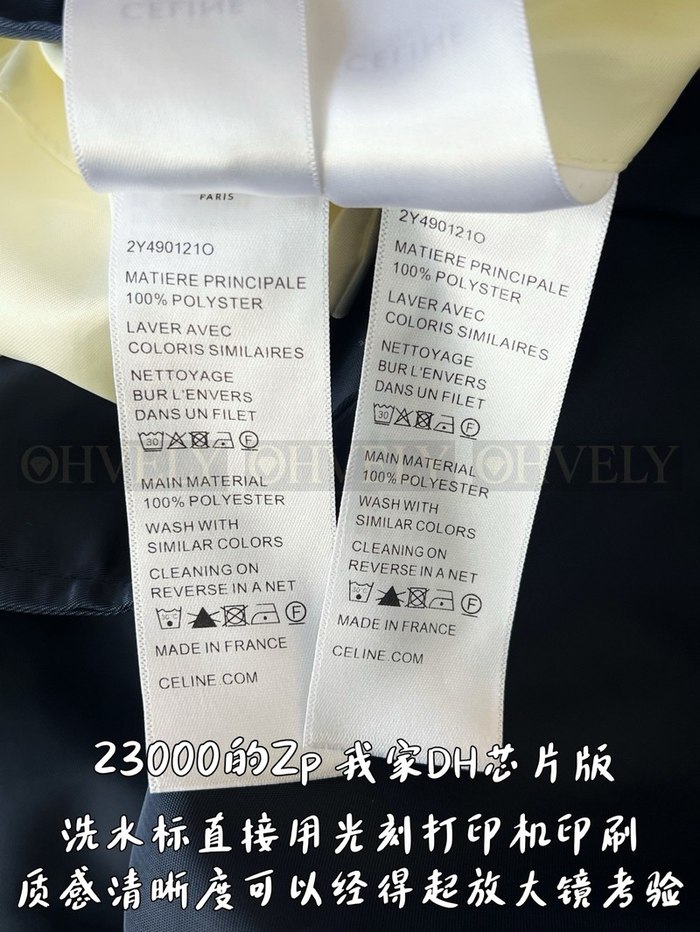 CELINE
CELINE
PARIS
2Y490121O
MATIERE PRINCIPALE
100% POLYSTER
LAVER AVEC
COLORIS SIMILAIRES
NETTOYAGE
BUR L'ENVERS
DANS UN FILET
30
F
MAIN MATERIAL
100% POLYESTER
WASH WITH
SIMILAR COLORS
CLEANING ON
REVERSE IN A NET
30°C
F
MADE IN FRANCE
CELINE.COM
2Y490121O
MATIERE PRINCIPALE
100% POLYSTER
LAVER AVEC
COLORIS SIMILAIRES
NETTOYAGE
BUR L'ENVERS
DANS UN FILET
30
F
MAIN MATERIAL
100% POLYESTER
WASH WITH
SIMILAR COLORS
CLEANING ON
REVERSE IN A NET
30°C
F
MADE IN FRANCE
CELINE.COM
OHVELY OHVELY OHVELY
23000的Zp 我家DH芯片版
洗水标直接用光刻打印机印刷
质感清晰度可以经得起放大镜考验